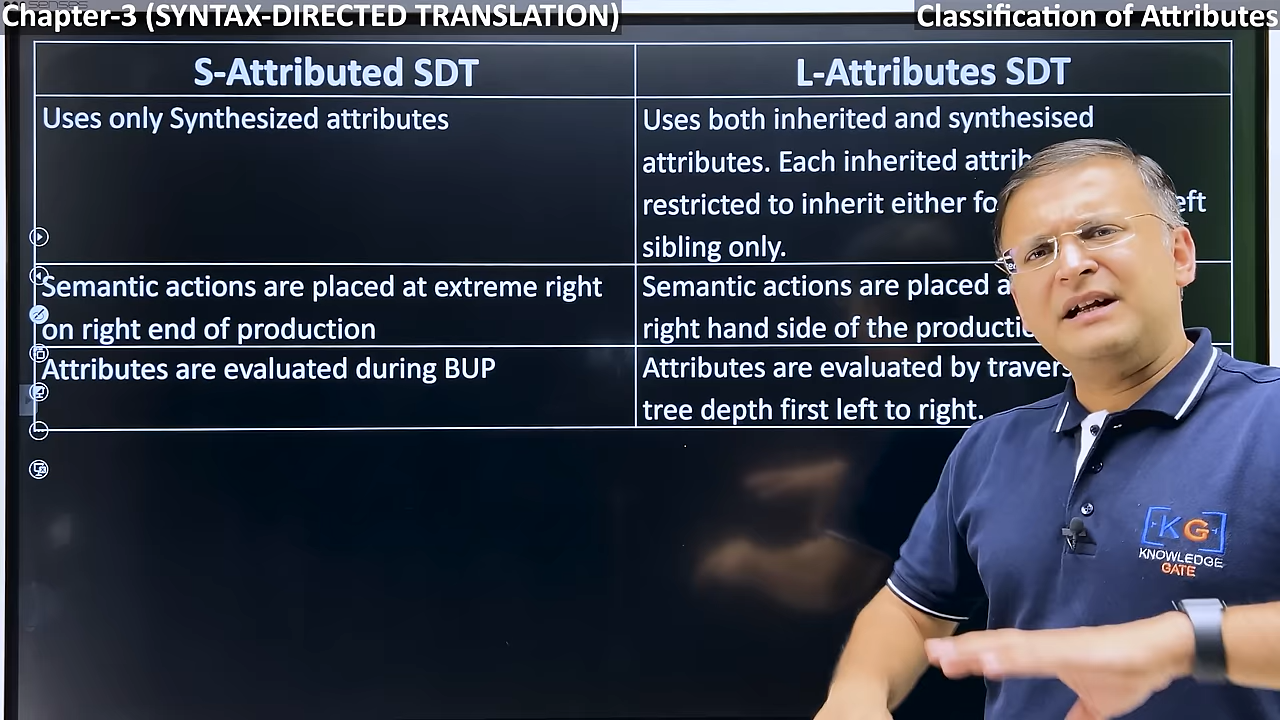 Chapter-3 (SYNTAX-DIRECTED TRANSLATION)
Classification of Attributes
S-Attributed SDT
L-Attributes SDT
Uses only Synthesized attributes
Uses both inherited and synthesised
attributes. Each inherited
restricted to inherit either
sibling only.
Semantic actions are placed at extreme right
on right end of production
Semantic actions are placed
right hand side of the
Attributes are evaluated during BUP
Attributes are evaluated by
tree depth first left to right.
KG
KNOWLEDGE
GATE